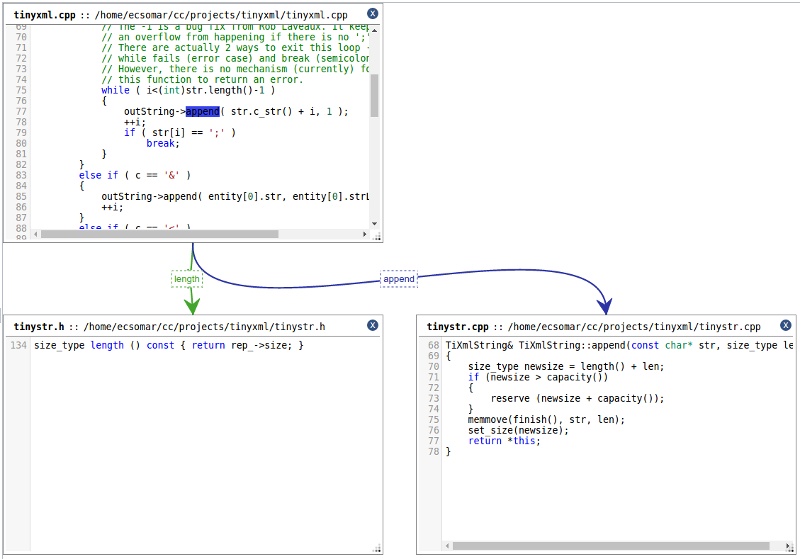 tinyxml.cpp :: /home/ecsomar/cc/projects/tinyxml/tinyxml.cpp X
69 // The -1 is a bug fix from Rob Laveaux. It keep
70 // an overflow from happening if there is no ';'
71 // There are actually 2 ways to exit this loop -
72 // while fails (error case) and break (semicolon
73 // However, there is no mechanism (currently) fo
74 // this function to return an error.
75 while ( i<(int)str.length()-1 )
76 {
77 outString->append( str.c_str() + i, 1 );
78 ++i;
79 if ( str[i] == ';' )
80 break;
81 }
82 }
83 else if ( c == '&' )
84 {
85 outString->append( entity[0].str, entity[0].strL
86 ++i;
87 }
88 else if ( c == '<' )
89
length
append
tinystr.h :: /home/ecsomar/cc/projects/tinyxml/tinystr.h X
134 size_type length () const { return rep_->size; }
tinystr.cpp :: /home/ecsomar/cc/projects/tinyxml/tinystr.cpp X
68 TiXmlString& TiXmlString::append(const char* str, size_type le
69 {
70 size_type newsize = length() + len;
71 if (newsize > capacity())
72 {
73 reserve (newsize + capacity());
74 }
75 memmove(finish(), str, len);
76 set_size(newsize);
77 return *this;
78 }